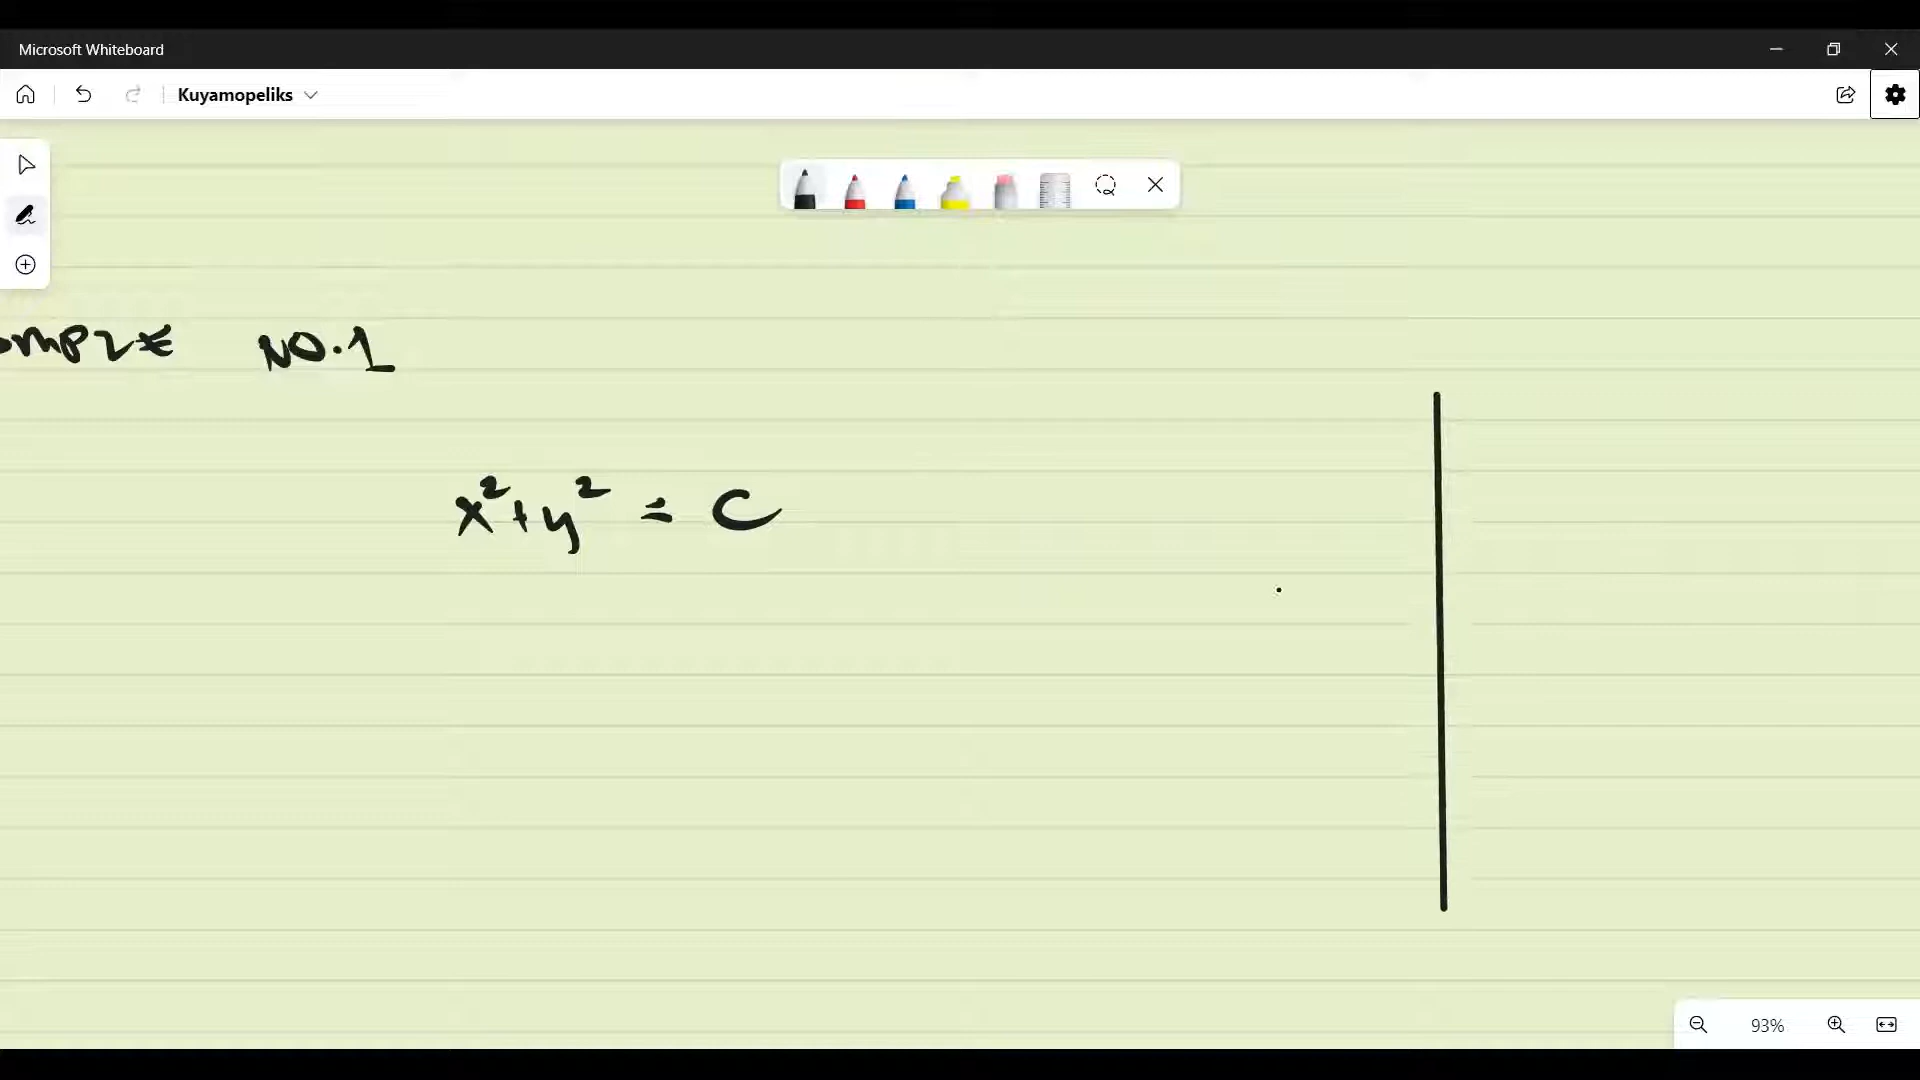 Microsoft Whiteboard
Kuyamopeliks
NO.1
x²+y² = C
93%